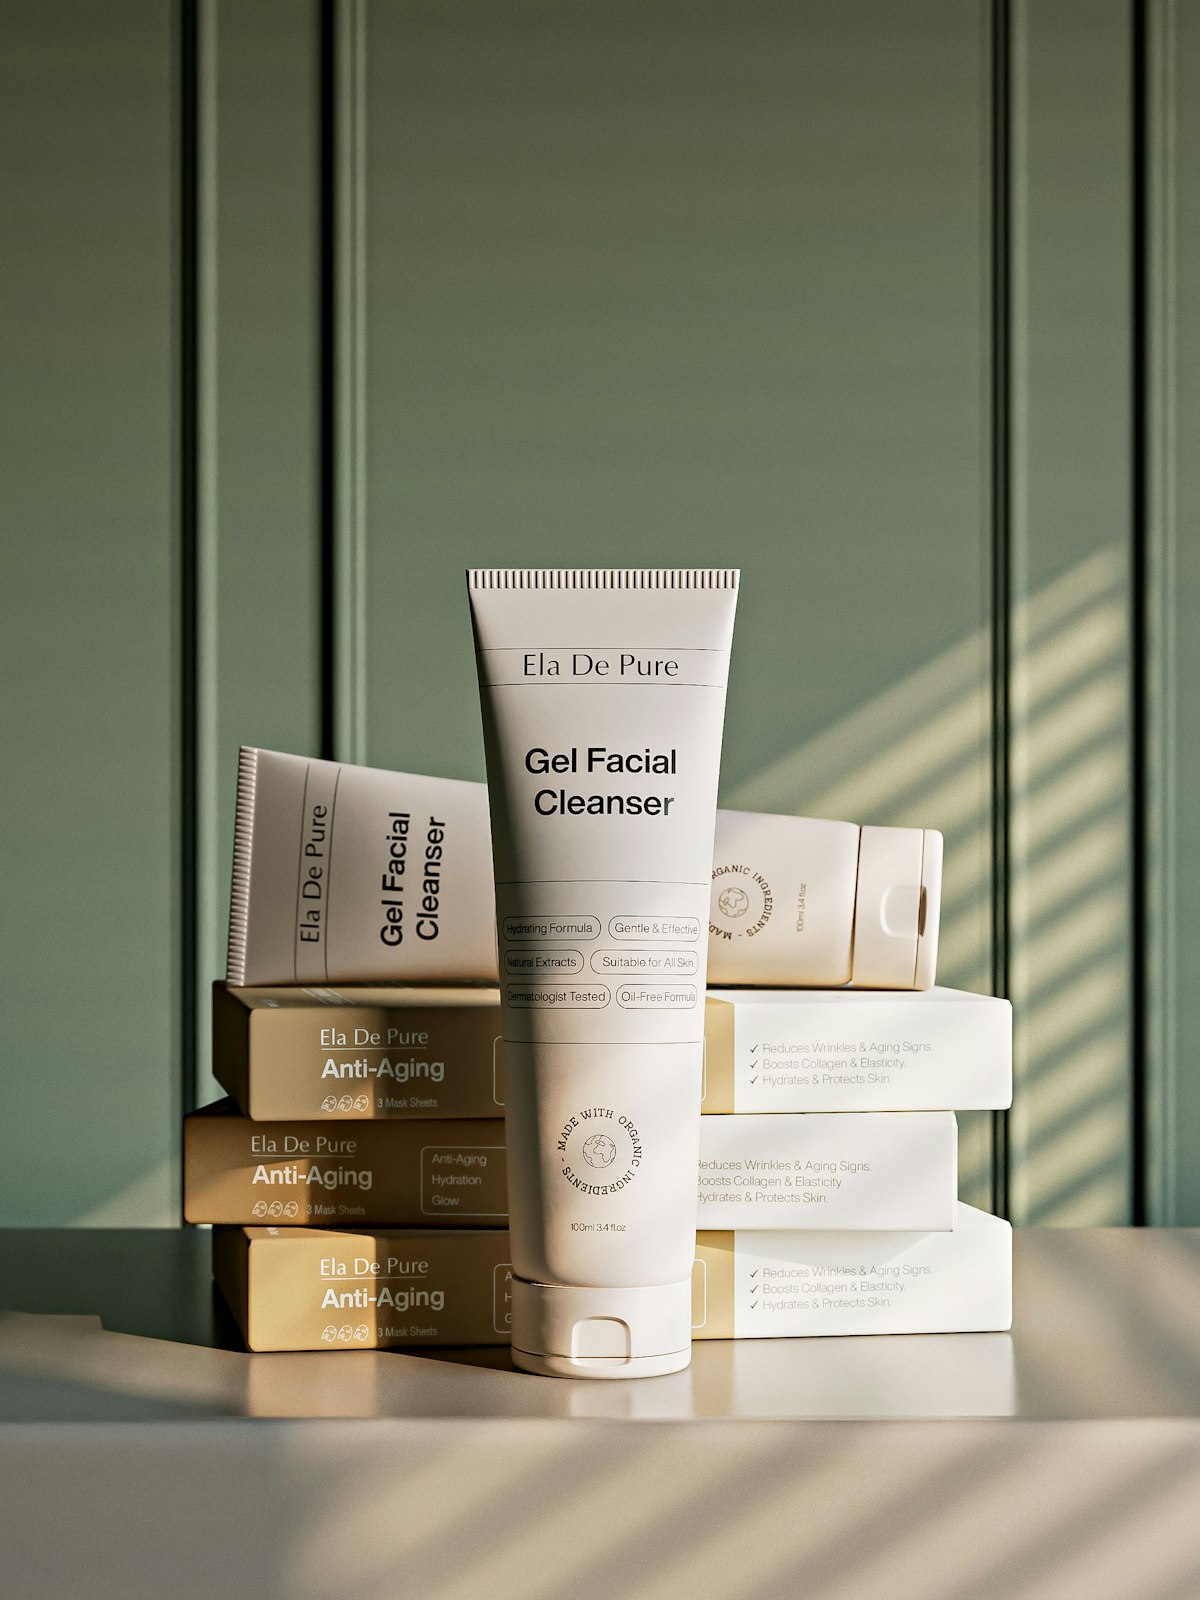 Ela De Pure
Gel Facial
Cleanser
Hydrating Formula
Gentle & Effective
Natural Extracts
Suitable for All Skin
Dermatologist Tested
Oil-Free Formula
MADE WITH ORGANIC INGREDIENTS -
100ml 3.4 fl.oz
Ela De Pure
Gel Facial
Cleanser
ORGANIC INGREDIENTS - MAD
100ml 3.4 fl.oz
Ela De Pure
Anti-Aging
3 Mask Sheets
✓ Reduces Wrinkles & Aging Signs.
✓ Boosts Collagen & Elasticity.
✓ Hydrates & Protects Skin.
Ela De Pure
Anti-Aging
3 Mask Sheets
Anti-Aging
Hydration
Glow
Reduces Wrinkles & Aging Signs.
Boosts Collagen & Elasticity.
Hydrates & Protects Skin.
Ela De Pure
Anti-Aging
3 Mask Sheets
A
H
G
✓ Reduces Wrinkles & Aging Signs.
✓ Boosts Collagen & Elasticity.
✓ Hydrates & Protects Skin.